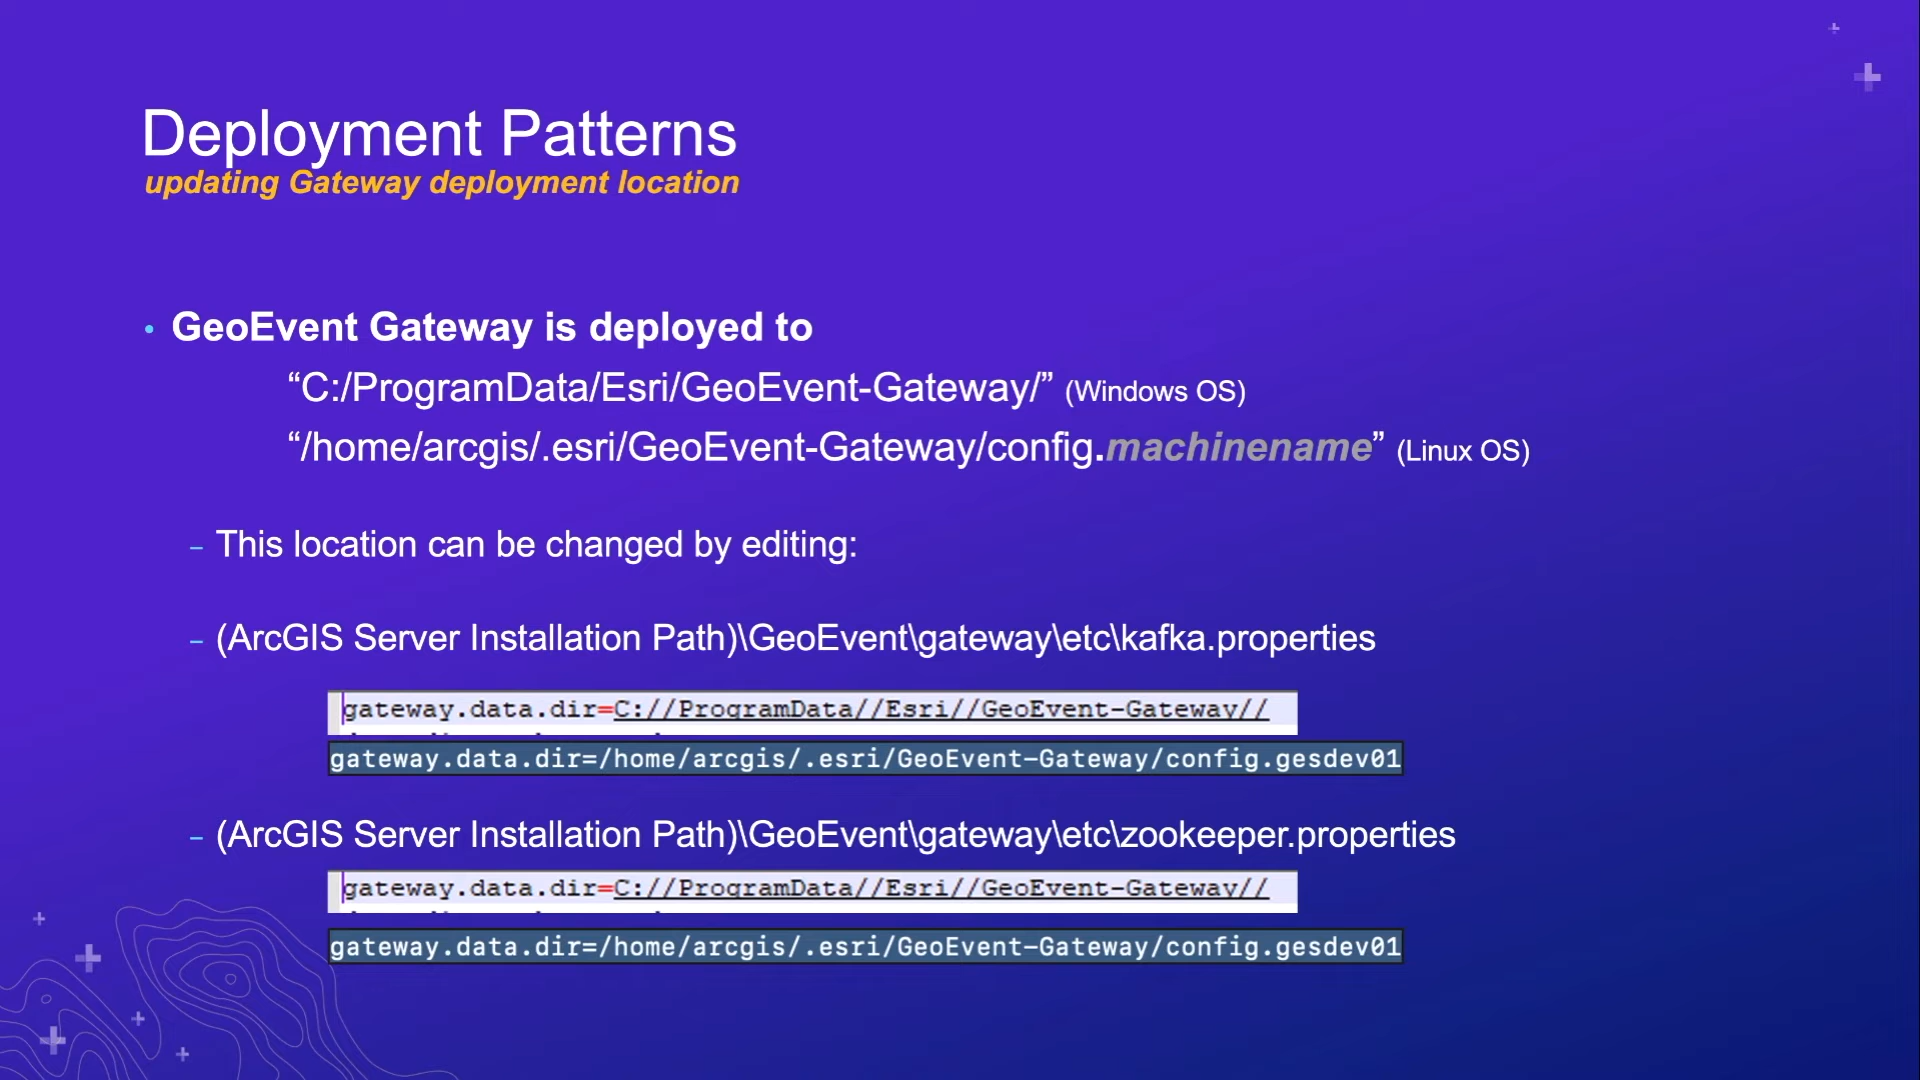 Deployment Patterns
updating Gateway deployment location
• GeoEvent Gateway is deployed to
“C:/ProgramData/Esri/GeoEvent-Gateway/” (Windows OS)
“/home/arcgis/.esri/GeoEvent-Gateway/config.machinename” (Linux OS)
– This location can be changed by editing:
– (ArcGIS Server Installation Path)\GeoEvent\gateway\etc\kafka.properties
gateway.data.dir=C://ProgramData//Esri//GeoEvent-Gateway//
gateway.data.dir=/home/arcgis/.esri/GeoEvent-Gateway/config.gesdev01
– (ArcGIS Server Installation Path)\GeoEvent\gateway\etc\zookeeper.properties
gateway.data.dir=C://ProgramData//Esri//GeoEvent-Gateway//
gateway.data.dir=/home/arcgis/.esri/GeoEvent-Gateway/config.gesdev01